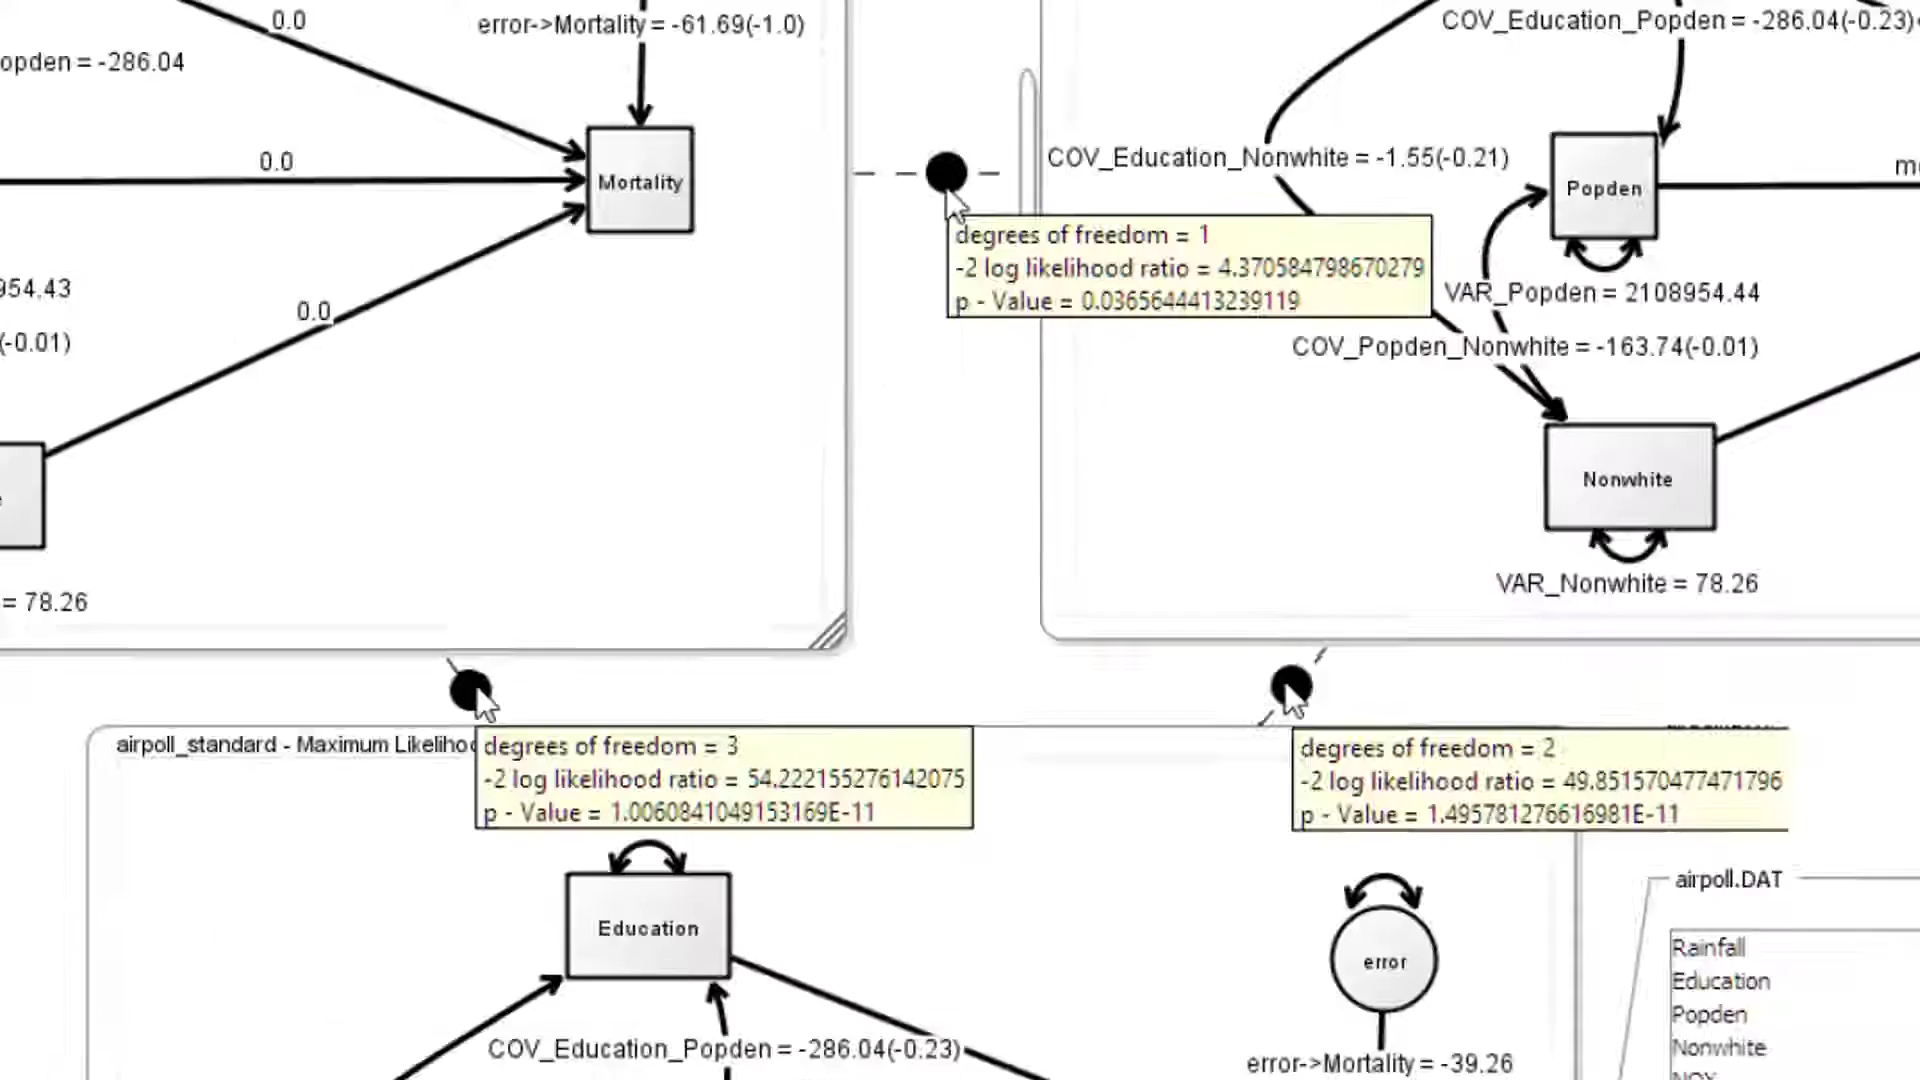 0.0
error->Mortality = -61.69(-1.0)
opden = -286.04
0.0
Mortality
954.43
0.0
(-0.01)
= 78.26
COV_Education_Popden = -286.04(-0.23)
COV_Education_Nonwhite = -1.55(-0.21)
Popden
degrees of freedom = 1
-2 log likelihood ratio = 4.370584798670279
p - Value = 0.0365644413239119
VAR_Popden = 2108954.44
COV_Popden_Nonwhite = -163.74(-0.01)
Nonwhite
VAR_Nonwhite = 78.26
airpoll_standard - Maximum Likeliho
degrees of freedom = 3
-2 log likelihood ratio = 54.222155276142075
p - Value = 1.0060841049153169E-11
degrees of freedom = 2
-2 log likelihood ratio = 49.851570477471796
p - Value = 1.495781276616981E-11
Education
error
COV_Education_Popden = -286.04(-0.23)
error->Mortality = -39.26
airpoll.DAT
Rainfall
Education
Popden
Nonwhite